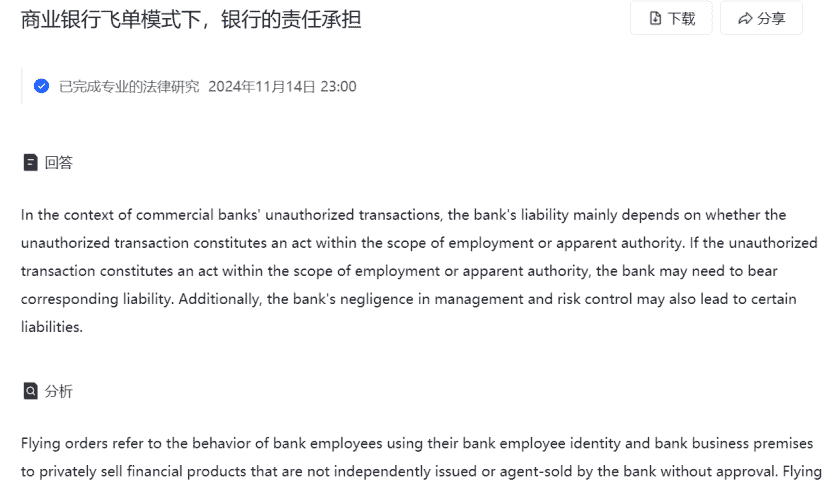 商业银行飞单模式下，银行的责任承担
下载
分享
已完成专业的法律研究 2024年11月14日 23:00
回答
In the context of commercial banks' unauthorized transactions, the bank's liability mainly depends on whether the
unauthorized transaction constitutes an act within the scope of employment or apparent authority. If the unauthorized
transaction constitutes an act within the scope of employment or apparent authority, the bank may need to bear
corresponding liability. Additionally, the bank's negligence in management and risk control may also lead to certain
liabilities.
分析
Flying orders refer to the behavior of bank employees using their bank employee identity and bank business premises
to privately sell financial products that are not independently issued or agent-sold by the bank without approval. Flying